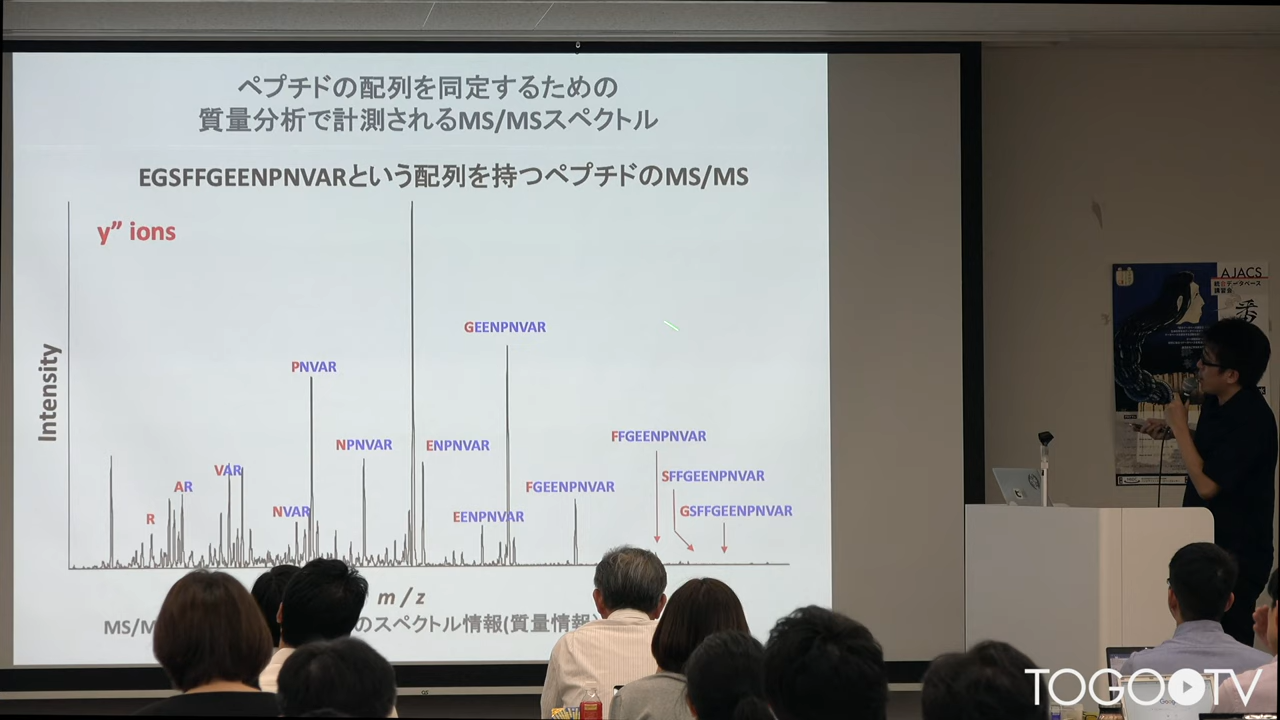 ペプチドの配列を同定するための
質量分析で計測されるMS/MSスペクトル
EGSFFGEENPNVARという配列を持つペプチドのMS/MS
y” ions
Intensity
GEENPNVAR
PNVAR
NPNVAR
ENPNVAR
FFGEENPNVAR
VAR
AR
SFFGEENPNVAR
FGEENPNVAR
R
NVAR
EENPNVAR
GSFFGEENPNVAR
m / z
MS/M
のスペクトル情報(質量情報
AJACS
講習会
TOGO TV